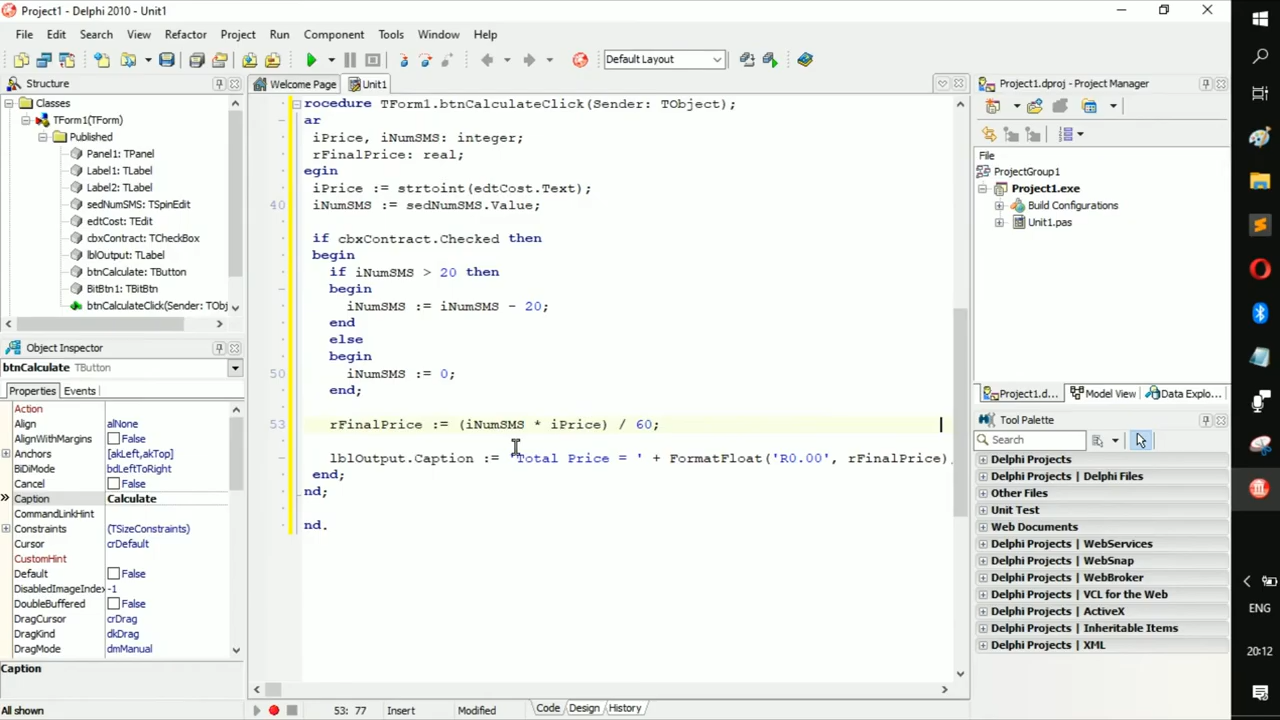 Project1 - Delphi 2010 - Unit1
File Edit Search View Refactor Project Run Component Tools Window Help
Default Layout
Structure
Classes
TForm1(TForm)
Published
Panel1: TPanel
Label1: TLabel
Label2: TLabel
sedNumSMS: TSpinEdit
edtCost: TEdit
cbxContract: TCheckBox
lblOutput: TLabel
btnCalculate: TButton
BitBtn1: TBitBtn
btnCalculateClick(Sender: TObj
Object Inspector
btnCalculate TButton
Properties Events
Action
Align alNone
AlignWithMargins False
Anchors [akLeft,akTop]
BiDiMode bdLeftToRight
Cancel False
Caption Calculate
CommandLinkHint
Constraints (TSizeConstraints)
Cursor crDefault
CustomHint
Default False
DisabledImageIndex -1
DoubleBuffered False
DragCursor crDrag
DragKind dkDrag
DragMode dmManual
Caption
All shown
Welcome Page Unit1
rocedure TForm1.btnCalculateClick(Sender: TObject);
ar
iPrice, iNumSMS: integer;
rFinalPrice: real;
egin
iPrice := strtoint(edtCost.Text);
40 iNumSMS := sedNumSMS.Value;
if cbxContract.Checked then
begin
if iNumSMS > 20 then
begin
iNumSMS := iNumSMS - 20;
end
else
begin
50 iNumSMS := 0;
end;
53 rFinalPrice := (iNumSMS * iPrice) / 60;
lblOutput.Caption := 'Total Price = ' + FormatFloat('R0.00', rFinalPrice)
end;
nd;
nd.
53: 77 Insert Modified Code Design History
Project1.dproj - Project Manager
File
ProjectGroup1
Project1.exe
Build Configurations
Unit1.pas
Project1.d... Model View Data Explo...
Tool Palette
Search
Standard
Delphi Projects | Delphi Files
Other Files
Unit Test
Web Documents
Delphi Projects | WebServices
Delphi Projects | WebSnap
Delphi Projects | WebBroker
Delphi Projects | VCL for the Web
Delphi Projects | ActiveX
Delphi Projects | Inheritable Items
Delphi Projects | XML
ENG
20:12